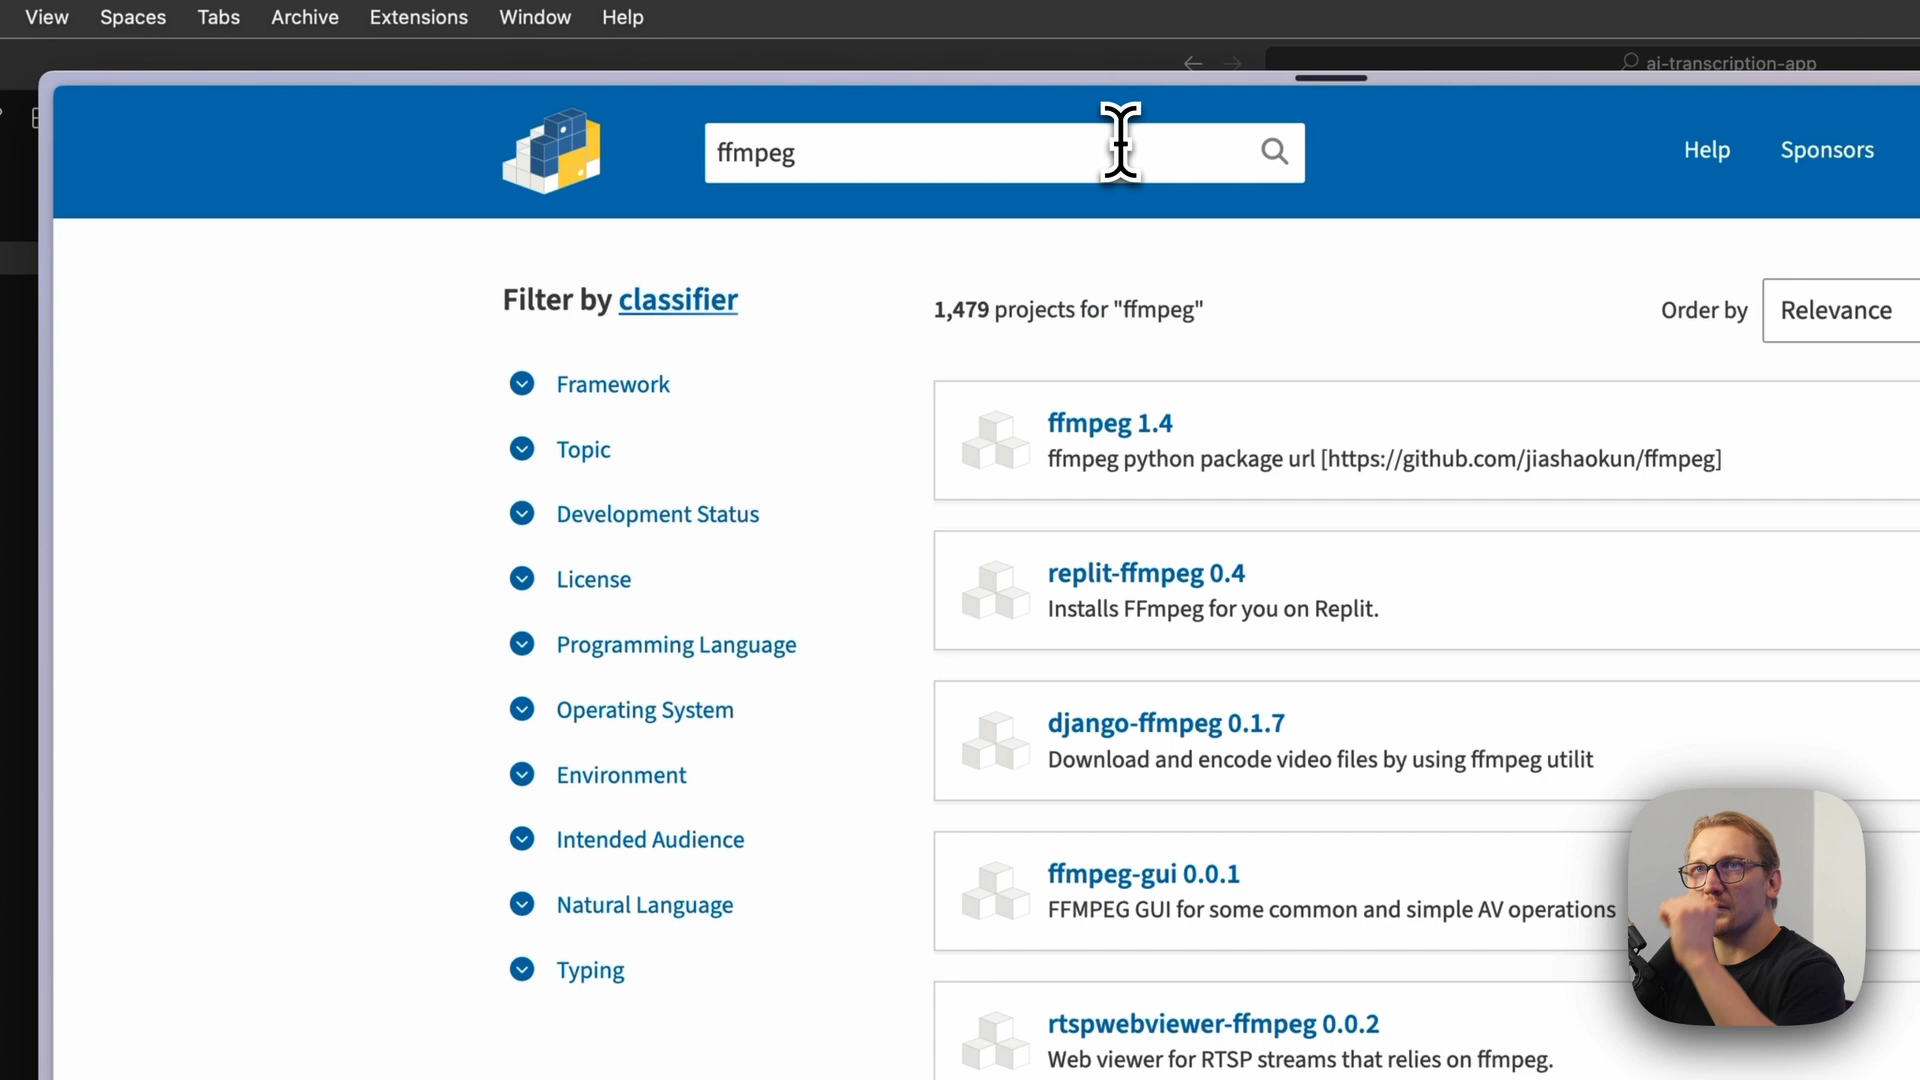 View Spaces Tabs Archive Extensions Window Help
ai-transcription-app
ffmpeg
Help Sponsors
Filter by classifier
1,479 projects for "ffmpeg"
Order by Relevance
Framework
Topic
Development Status
License
Programming Language
Operating System
Environment
Intended Audience
Natural Language
Typing
ffmpeg 1.4
ffmpeg python package url [https://github.com/jiashaokun/ffmpeg]
replit-ffmpeg 0.4
Installs FFmpeg for you on Replit.
django-ffmpeg 0.1.7
Download and encode video files by using ffmpeg utilit
ffmpeg-gui 0.0.1
FFMPEG GUI for some common and simple AV operations
rtspwebviewer-ffmpeg 0.0.2
Web viewer for RTSP streams that relies on ffmpeg.